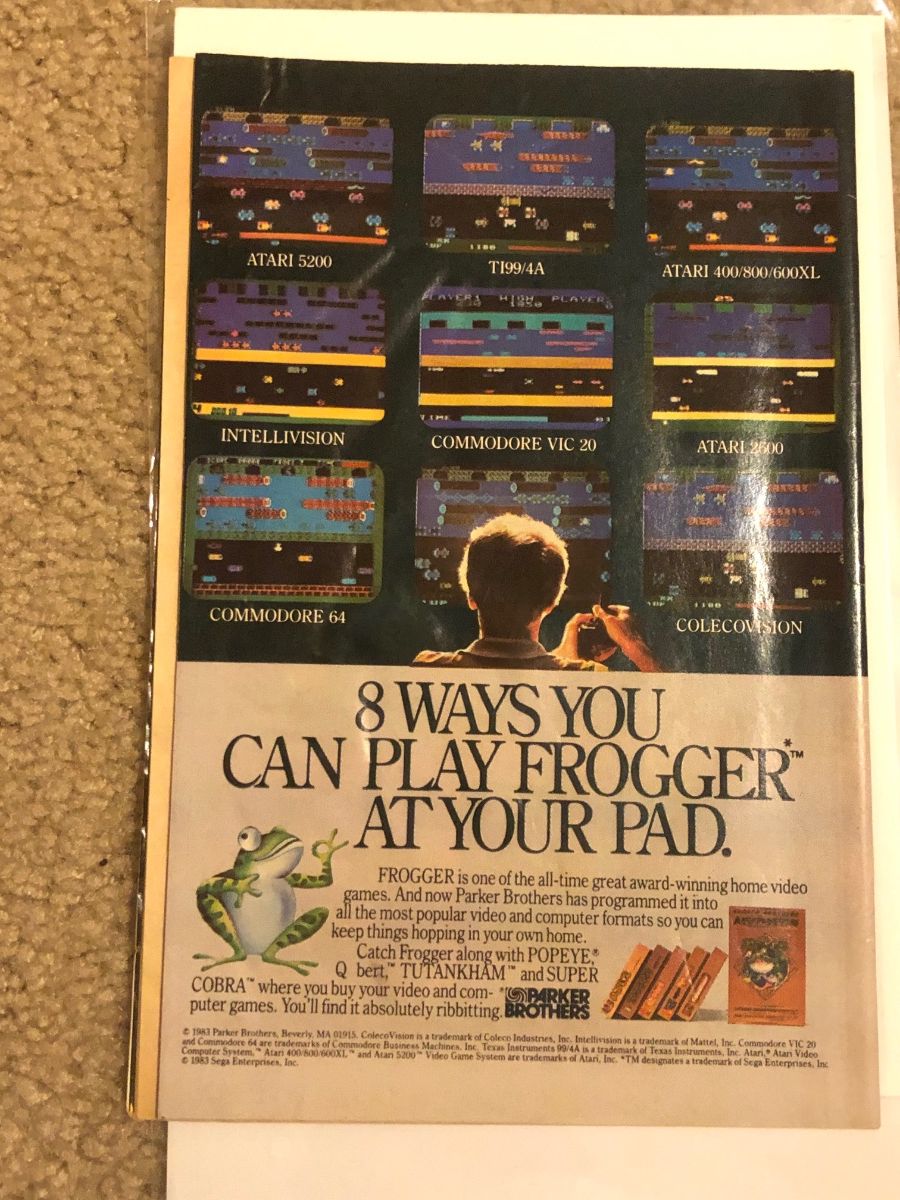 ATARI 5200
TI99/4A
ATARI 400/800/600XL
PLAYER1 HIGH PLAYER
INTELLIVISION
COMMODORE VIC 20
ATARI 2600
COMMODORE 64
COLECOVISION
8 WAYS YOU
CAN PLAY FROGGER*™
AT YOUR PAD.
FROGGER is one of the all-time great award-winning home video
games. And now Parker Brothers has programmed it into
all the most popular video and computer formats so you can
keep things hopping in your own home.
Catch Frogger along with POPEYE,®
Q bert,™ TUTANKHAM™ and SUPER
COBRA™ where you buy your video and com-
puter games. You'll find it absolutely ribbitting.
PARKER
BROTHERS
© 1983 Parker Brothers, Beverly, MA 01915. ColecoVision is a trademark of Coleco Industries, Inc. Intellivision is a trademark of Mattel, Inc. Commodore VIC 20
and Commodore 64 are trademarks of Commodore Business Machines, Inc. Texas Instruments 99/4A is a trademark of Texas Instruments, Inc. Atari,® Atari Video
Computer System,™ Atari 400/800/600XL™ and Atari 5200™ Video Game System are trademarks of Atari, Inc. *TM designates a trademark of Sega Enterprises, Inc.
© 1983 Sega Enterprises, Inc.